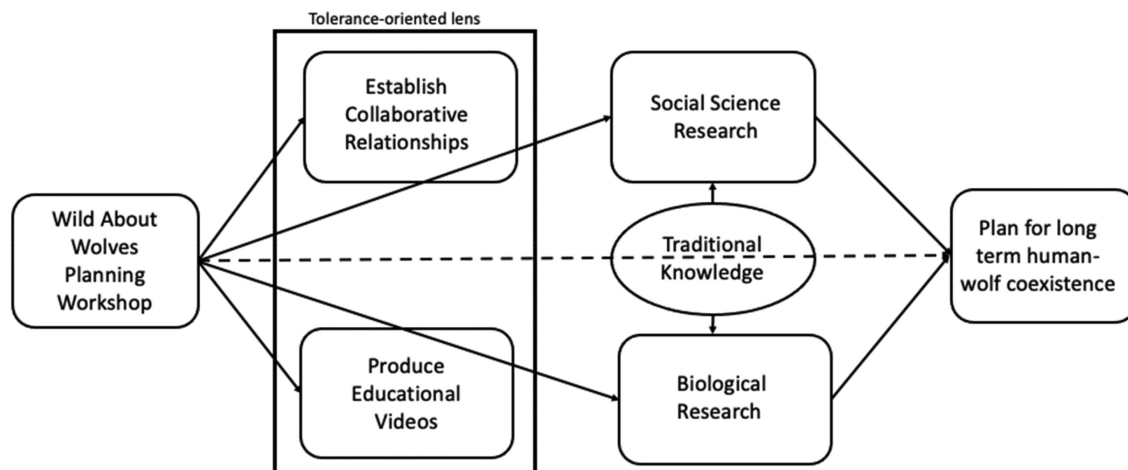 Tolerance-oriented lens
Establish
Collaborative
Relationships
Social Science
Research
Wild About
Wolves
Planning
Workshop
Traditional
Knowledge
Plan for long
term human-
wolf coexistence
Produce
Educational
Videos
Biological
Research